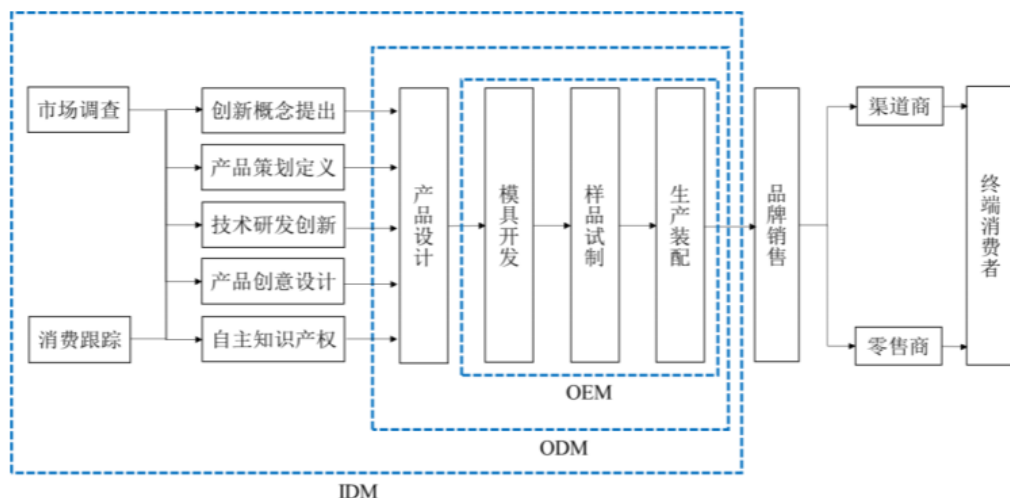 市场调查
消费跟踪
创新概念提出
产品策划定义
技术研发创新
产品创意设计
自主知识产权
产品设计
模具开发
样品试制
生产装配
品牌销售
渠道商
零售商
终端消费者
OEM
ODM
IDM